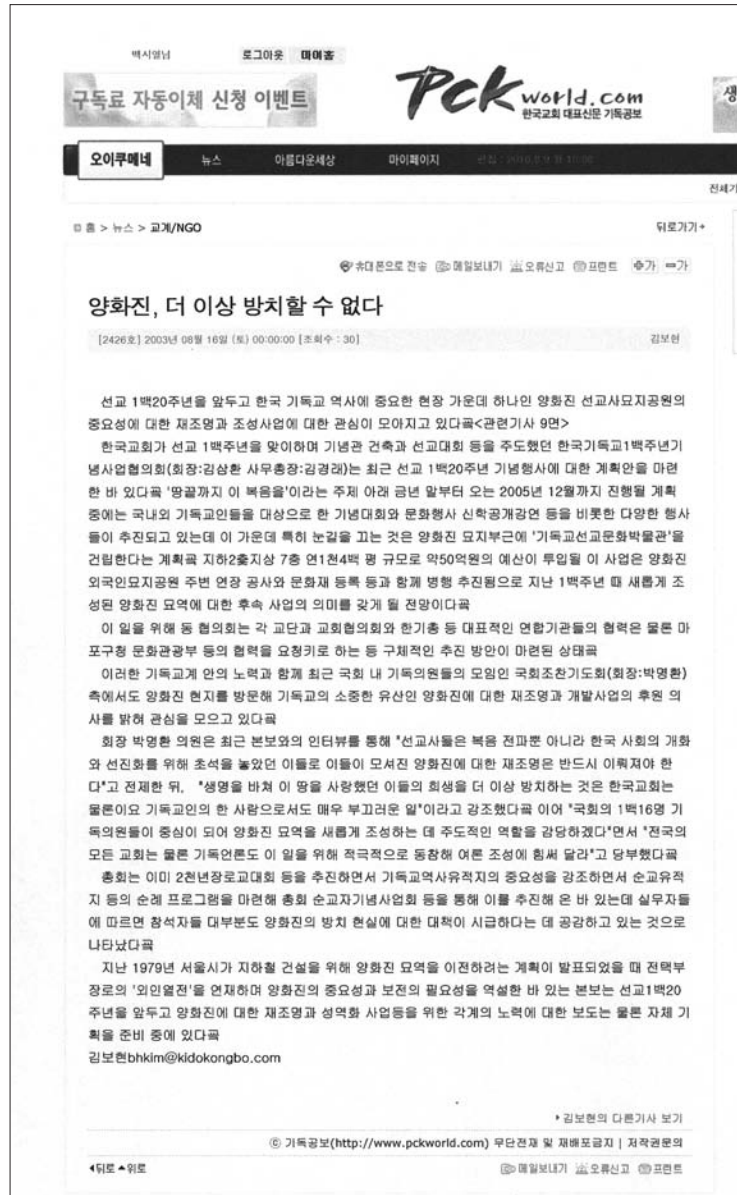 백시열님 로그아웃 마이홈
구독료 자동이체 신청 이벤트
PCK world.com
한국교회 대표신문 기독공보
생
오이쿠메네 뉴스 아름다운세상 마이페이지
전세기
홈 > 뉴스 > 교계/NGO 뒤로가기
휴대폰으로 전송 메일보내기 오류신고 프린트 가 가
양화진, 더 이상 방치할 수 없다
[2426호] 2003년 08월 16일 (토) 00:00:00 [조회수 : 30] 김보현
선교 1백20주년을 앞두고 한국 기독교 역사에 중요한 현장 가운데 하나인 양화진 선교사묘지공원의
중요성에 대한 재조명과 조성사업에 대한 관심이 모아지고 있다곸<관련기사 9면>
한국교회가 선교 1백주년을 맞이하며 기념관 건축과 선교대회 등을 주도했던 한국기독교1백주년기
념사업협의회(회장:김삼환 사무총장:김경래)는 최근 선교 1백20주년 기념행사에 대한 계획안을 마련
한 바 있다곸 '땅끝까지 이 복음을'이라는 주제 아래 금년 말부터 오는 2005년 12월까지 진행될 계획
중에는 국내외 기독교인들을 대상으로 한 기념대회와 문화행사 신학공개강연 등을 비롯한 다양한 행사
들이 추진되고 있는데 이 가운데 특히 눈길을 끄는 것은 양화진 묘지부근에 '기독교선교문화박물관'을
건립한다는 계획곸 지하2춫지상 7층 연1천4백 평 규모로 약50억원의 예산이 투입될 이 사업은 양화진
외국인묘지공원 주변 연장 공사와 문화재 등록 등과 함께 병행 추진됨으로 지난 1백주년 때 새롭게 조
성된 양화진 묘역에 대한 후속 사업의 의미를 갖게 될 전망이다곸
이 일을 위해 동 협의회는 각 교단과 교회협의회와 한기총 등 대표적인 연합기관들의 협력은 물론 마
포구청 문화관광부 등의 협력을 요청키로 하는 등 구체적인 추진 방안이 마련된 상태곸
이러한 기독교계 안의 노력과 함께 최근 국회 내 기독의원들의 모임인 국회조찬기도회(회장:박명환)
측에서도 양화진 현지를 방문해 기독교의 소중한 유산인 양화진에 대한 재조명과 개발사업의 후원 의
사를 밝혀 관심을 모으고 있다곸
회장 박명환 의원은 최근 본보와의 인터뷰를 통해 "선교사들은 복음 전파뿐 아니라 한국 사회의 개화
와 선진화를 위해 초석을 놓았던 이들로 이들이 모셔진 양화진에 대한 재조명은 반드시 이뤄져야 한
다"고 전제한 뒤, "생명을 바쳐 이 땅을 사랑했던 이들의 희생을 더 이상 방치하는 것은 한국교회는
물론이요 기독교인의 한 사람으로서도 매우 부끄러운 일"이라고 강조했다곸 이어 "국회의 1백16명 기
독의원들이 중심이 되어 양화진 묘역을 새롭게 조성하는 데 주도적인 역할을 감당하겠다"면서 "전국의
모든 교회는 물론 기독언론도 이 일을 위해 적극적으로 동참해 여론 조성에 힘써 달라"고 당부했다곸
총회는 이미 2천년장로교대회 등을 추진하면서 기독교역사유적지의 중요성을 강조하면서 순교유적
지 등의 순례 프로그램을 마련해 총회 순교자기념사업회 등을 통해 이를 추진해 온 바 있는데 실무자들
에 따르면 참석자들 대부분도 양화진의 방치 현실에 대한 대책이 시급하다는 데 공감하고 있는 것으로
나타났다곸
지난 1979년 서울시가 지하철 건설을 위해 양화진 묘역을 이전하려는 계획이 발표되었을 때 전택부
장로의 '외인열전'을 연재하며 양화진의 중요성과 보전의 필요성을 역설한 바 있는 본보는 선교1백20
주년을 앞두고 양화진에 대한 재조명과 성역화 사업등을 위한 각계의 노력에 대한 보도는 물론 자체 기
획을 준비 중에 있다곸
김보현bhkim@kidokongbo.com
김보현의 다른기사 보기
ⓒ 기독공보(http://www.pckworld.com) 무단전재 및 재배포금지 | 저작권문의
뒤로 위로 메일보내기 오류신고 프린트